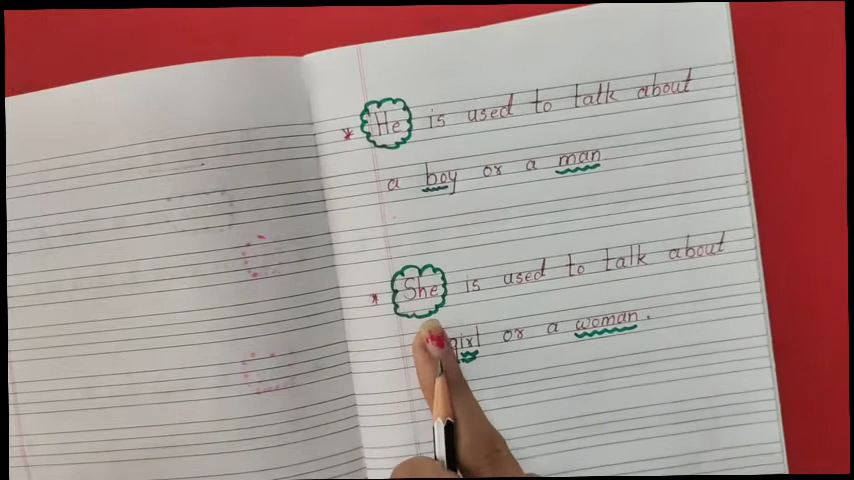 * He is used to talk about
a boy or a man
* She is used to talk about
girl or a woman.